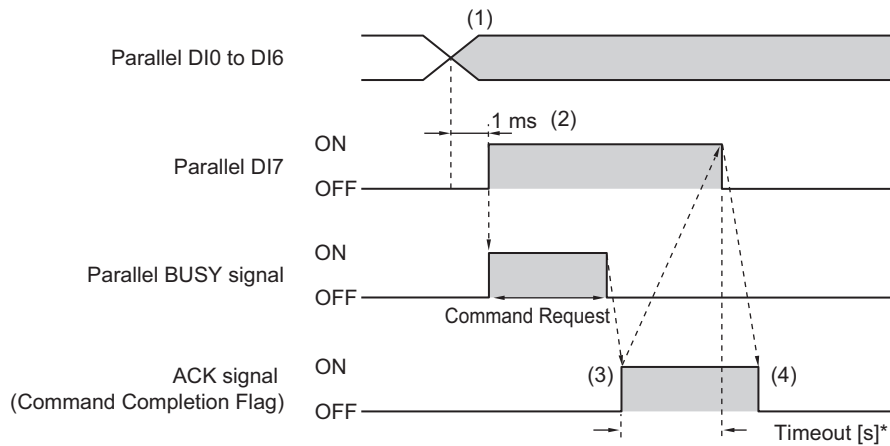 (1)
Parallel DI0 to DI6
1 ms (2)
ON
Parallel DI7
OFF
ON
Parallel BUSY signal
OFF
Command Request
ON
ACK signal
(3)
(4)
(Command Completion Flag)
OFF
Timeout [s]*